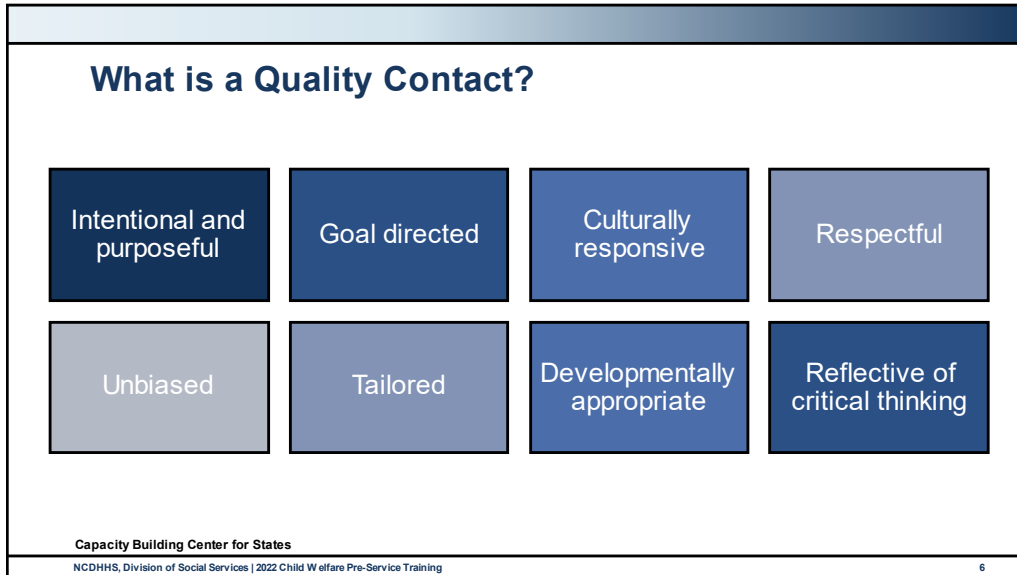 What is a Quality Contact?
Intentional and
purposeful
Goal directed
Culturally
responsive
Respectful
Unbiased
Tailored
Developmentally
appropriate
Reflective of
critical thinking
Capacity Building Center for States
NCDHHS, Division of Social Services | 2022 Child Welfare Pre-Service Training
6